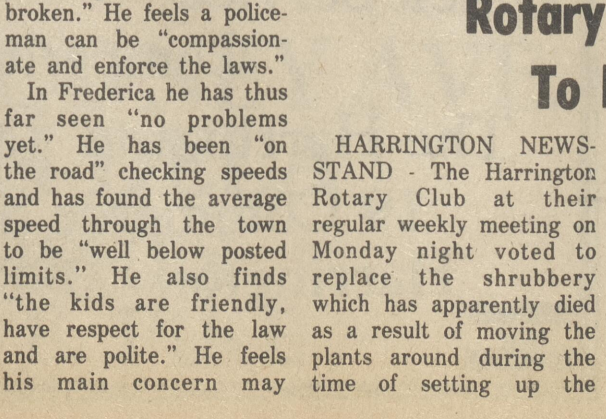 broken." He feels a police-
man can be "compassion-
ate and enforce the laws."
In Frederica he has thus
far seen "no problems
yet." He has been "on
the road" checking speeds
and has found the average
speed through the town
to be "well below posted
limits." He also finds
"the kids are friendly,
have respect for the law
and are polite." He feels
his main concern may
Rotary
To
HARRINGTON NEWS-
STAND - The Harrington
Rotary Club at their
regular weekly meeting on
Monday night voted to
replace the shrubbery
which has apparently died
as a result of moving the
plants around during the
time of setting up the